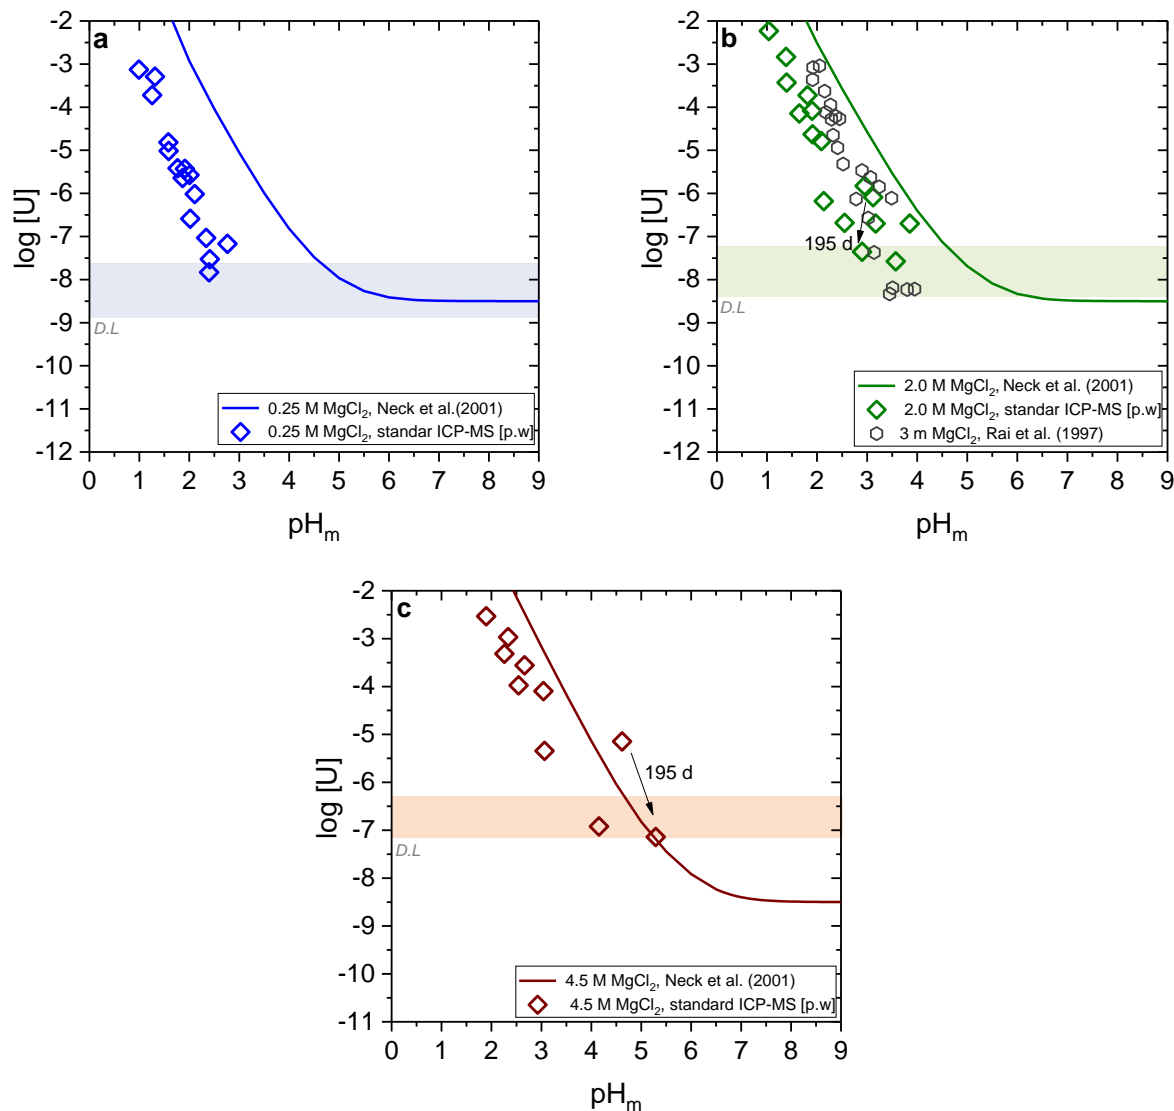 a
-2
-3
-4
-5
-6
-7
-8
-9
-10
-11
-12
log [U]
D.L
0.25 M MgCl2, Neck et al.(2001)
0.25 M MgCl2, standar ICP-MS [p.w]
0 1 2 3 4 5 6 7 8 9
pHm
b
-2
-3
-4
-5
-6
-7
-8
-9
-10
-11
-12
log [U]
195 d
D.L
2.0 M MgCl2, Neck et al. (2001)
2.0 M MgCl2, standar ICP-MS [p.w]
3 m MgCl2, Rai et al. (1997)
0 1 2 3 4 5 6 7 8 9
pHm
c
-2
-3
-4
-5
-6
-7
-8
-9
-10
-11
log [U]
195 d
D.L
4.5 M MgCl2, Neck et al. (2001)
4.5 M MgCl2, standard ICP-MS [p.w]
0 1 2 3 4 5 6 7 8 9
pHm